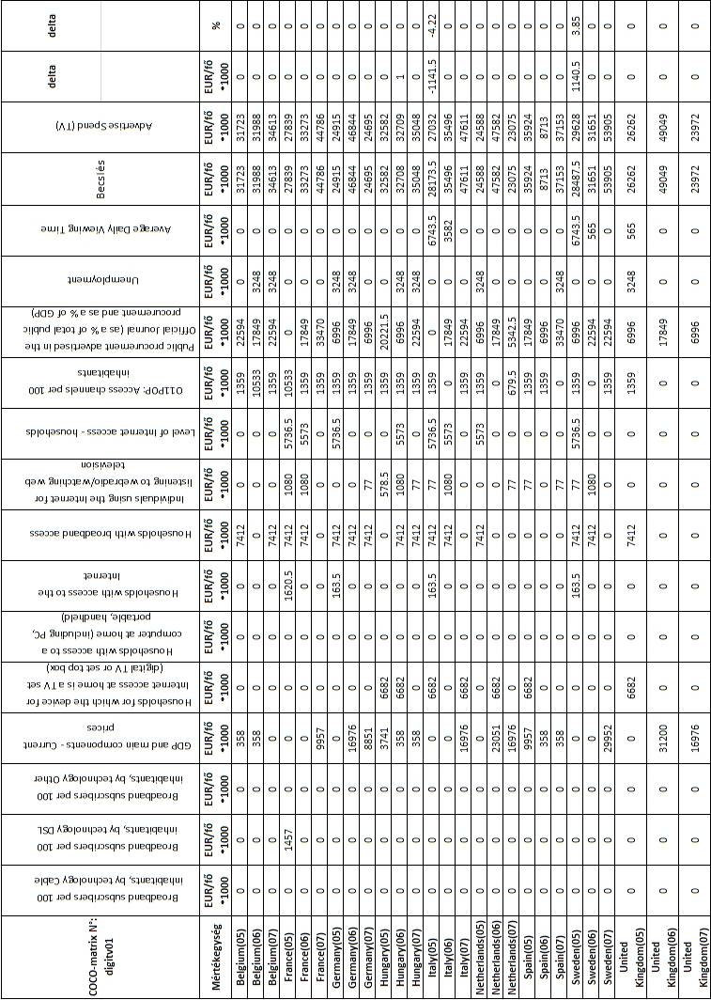 COCO-matrix N°: digitv01
Broadband subscribers per 100 inhabitants, by technology Cable
Broadband subscribers per 100 inhabitants, by technology DSL
Broadband subscribers per 100 inhabitants, by technology Other
GDP and main components - Current prices
Households for which the device for Internet access at home is a TV set (digital TV or set top box)
Households with access to a computer at home (including PC, portable, handheld)
Households with access to the Internet
Households with broadband access
Individuals using the Internet for listening to webradio/watching web television
Level of Internet access - households
O11POP: Access channels per 100 inhabitants
Public procurement advertised in the Official Journal (as a % of total public procurement and as a % of GDP)
Unemployment
Average Daily Viewing Time
Becslés
Advertise Spend (TV)
delta
delta
Mértékegység EUR/fő *1000 EUR/fő *1000 EUR/fő *1000 EUR/fő *1000 EUR/fő *1000 EUR/fő *1000 EUR/fő *1000 EUR/fő *1000 EUR/fő *1000 EUR/fő *1000 EUR/fő *1000 EUR/fő *1000 EUR/fő *1000 EUR/fő *1000 EUR/fő *1000 EUR/fő *1000 EUR/fő *1000 %
Belgium(05) 0 0 0 358 0 0 0 7412 0 0 1359 22594 0 0 31723 31723 0 0
Belgium(06) 0 0 0 358 0 0 0 0 0 0 10533 17849 3248 0 31988 31988 0 0
Belgium(07) 0 0 0 0 0 0 0 7412 0 0 1359 22594 3248 0 34613 34613 0 0
France(05) 0 1457 0 0 0 0 1620.5 7412 1080 5736.5 10533 0 0 0 27839 27839 0 0
France(06) 0 0 0 0 0 0 0 7412 1080 5573 1359 17849 0 0 33273 33273 0 0
France(07) 0 0 0 9957 0 0 0 0 0 0 1359 33470 0 0 44786 44786 0 0
Germany(05) 0 0 0 0 0 0 163.5 7412 0 5736.5 1359 6996 3248 0 24915 24915 0 0
Germany(06) 0 0 0 16976 0 0 0 7412 0 0 1359 17849 3248 0 46844 46844 0 0
Germany(07) 0 0 0 8851 0 0 0 7412 77 0 1359 6996 0 0 24695 24695 0 0
Hungary(05) 0 0 0 3741 6682 0 0 0 578.5 0 1359 20221.5 0 0 32582 32582 0 0
Hungary(06) 0 0 0 358 6682 0 0 7412 1080 5573 1359 6996 3248 0 32708 32709 1 0
Hungary(07) 0 0 0 358 0 0 0 7412 77 0 1359 22594 3248 0 35048 35048 0 0
Italy(05) 0 0 0 0 6682 0 163.5 7412 77 5736.5 1359 0 0 6743.5 28173.5 27032 -1141.5 -4.22
Italy(06) 0 0 0 0 0 0 0 7412 1080 5573 0 17849 0 3582 35496 35496 0 0
Italy(07) 0 0 0 16976 6682 0 0 0 0 0 1359 22594 0 0 47611 47611 0 0
Netherlands(05) 0 0 0 0 0 0 0 7412 0 5573 1359 6996 3248 0 24588 24588 0 0
Netherlands(06) 0 0 0 23051 6682 0 0 0 0 0 0 17849 0 0 47582 47582 0 0
Netherlands(07) 0 0 0 16976 0 0 0 0 77 0 679.5 5342.5 0 0 23075 23075 0 0
Spain(05) 0 0 0 9957 6682 0 0 0 77 0 1359 17849 0 0 35924 35924 0 0
Spain(06) 0 0 0 358 0 0 0 0 0 0 1359 6996 0 0 8713 8713 0 0
Spain(07) 0 0 0 358 0 0 0 0 77 0 0 33470 3248 0 37153 37153 0 0
Sweden(05) 0 0 0 0 0 0 163.5 7412 77 5736.5 1359 6996 0 6743.5 28487.5 29628 1140.5 3.85
Sweden(06) 0 0 0 0 0 0 0 7412 1080 0 0 22594 0 565 31651 31651 0 0
Sweden(07) 0 0 0 29952 0 0 0 0 0 0 1359 22594 0 0 53905 53905 0 0
United Kingdom(05) 0 0 0 0 6682 0 0 7412 0 0 1359 6996 3248 565 26262 26262 0 0
United Kingdom(06) 0 0 0 31200 0 0 0 0 0 0 0 17849 0 0 49049 49049 0 0
United Kingdom(07) 0 0 0 16976 0 0 0 0 0 0 0 6996 0 0 23972 23972 0 0